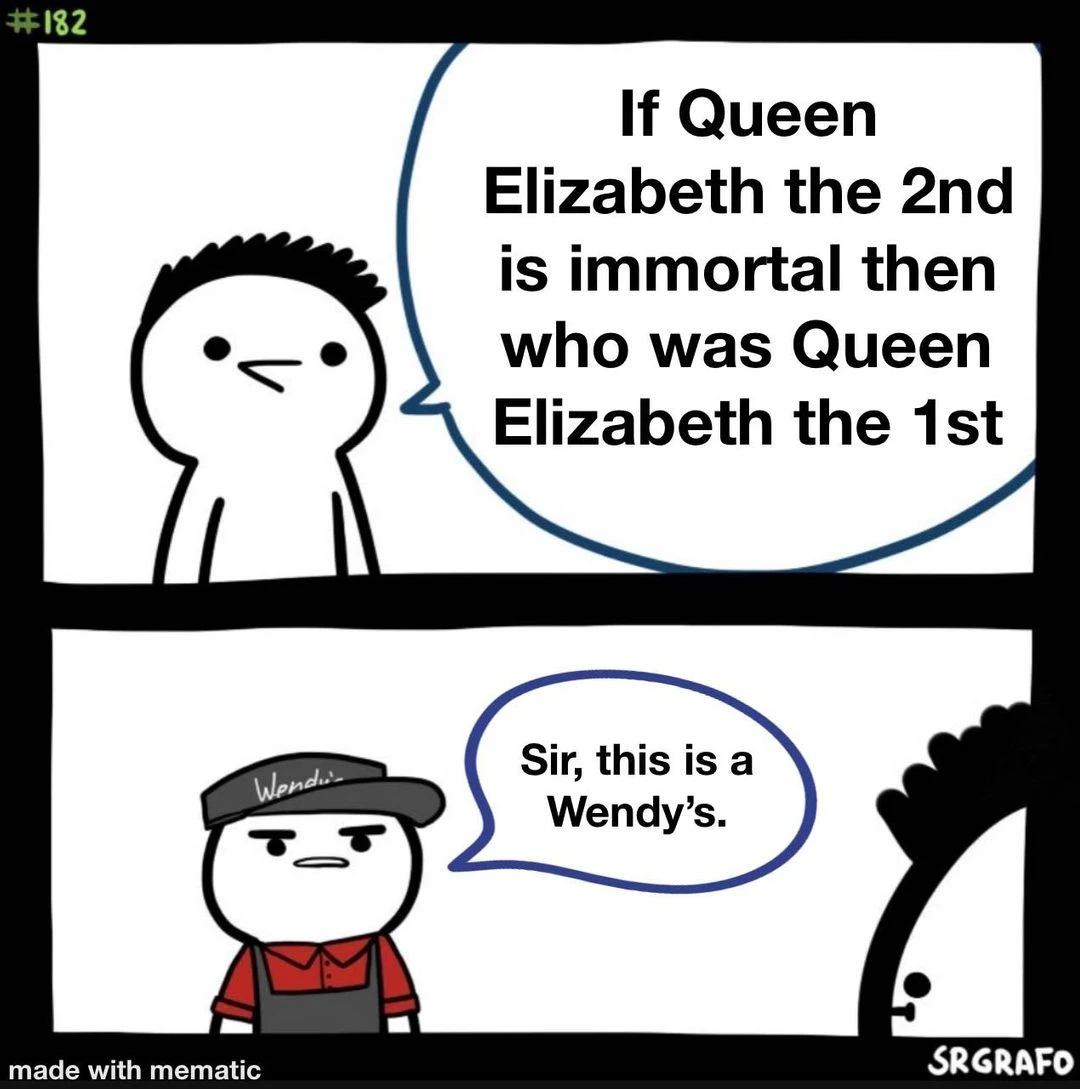 #182
If Queen
Elizabeth the 2nd
is immortal then
who was Queen
Elizabeth the 1st
Sir, this is a
Wendy’s.
Wendy's
made with mematic
SRGRAFO